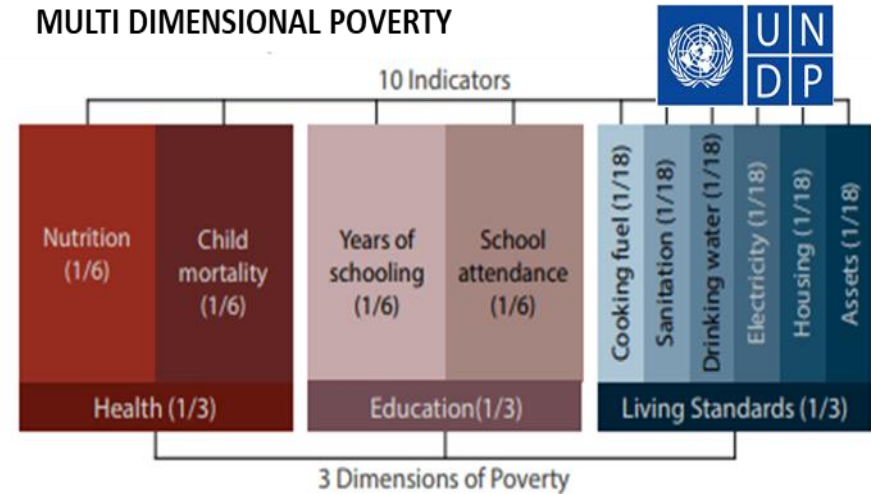 MULTI DIMENSIONAL POVERTY
UN
DP
10 Indicators
Nutrition
(1/6)
Child
mortality
(1/6)
Years of
schooling
(1/6)
School
attendance
(1/6)
Cooking fuel (1/18)
Sanitation (1/18)
Drinking water (1/18)
Electricity (1/18)
Housing (1/18)
Assets (1/18)
Health (1/3)
Education(1/3)
Living Standards (1/3)
3 Dimensions of Poverty